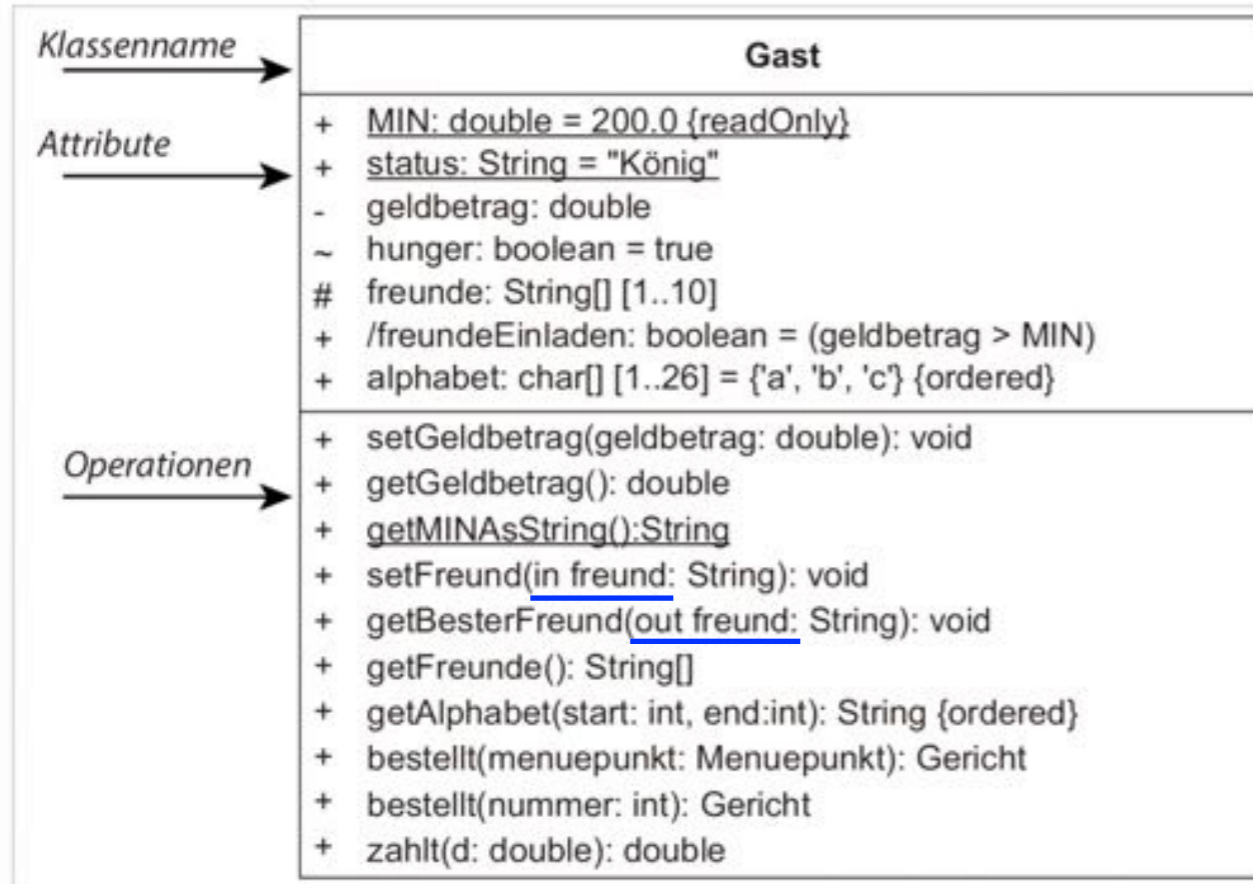 Klassenname
Gast
Attribute
+ MIN: double = 200.0 {readOnly}
+ status: String = "König"
- geldbetrag: double
~ hunger: boolean = true
# freunde: String[] [1..10]
+ /freundeEinladen: boolean = (geldbetrag > MIN)
+ alphabet: char[] [1..26] = {'a', 'b', 'c'} {ordered}
Operationen
+ setGeldbetrag(geldbetrag: double): void
+ getGeldbetrag(): double
+ getMINAsString():String
+ setFreund(in freund: String): void
+ getBesterFreund(out freund: String): void
+ getFreunde(): String[]
+ getAlphabet(start: int, end:int): String {ordered}
+ bestellt(menuepunkt: Menuepunkt): Gericht
+ bestellt(nummer: int): Gericht
+ zahlt(d: double): double